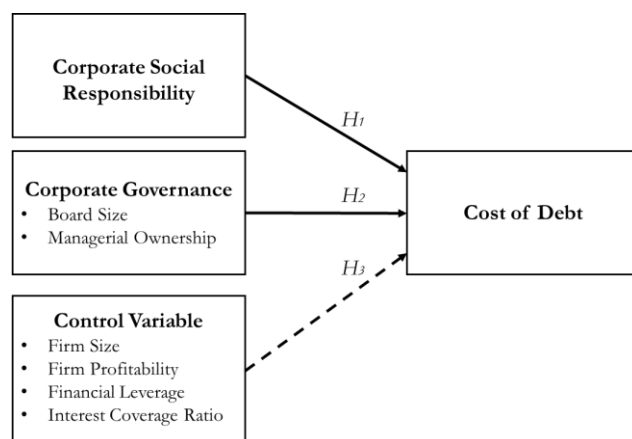 Corporate Social
Responsibility
H1
Corporate Governance
• Board Size
• Managerial Ownership
H2
Cost of Debt
H3
Control Variable
• Firm Size
• Firm Profitability
• Financial Leverage
• Interest Coverage Ratio